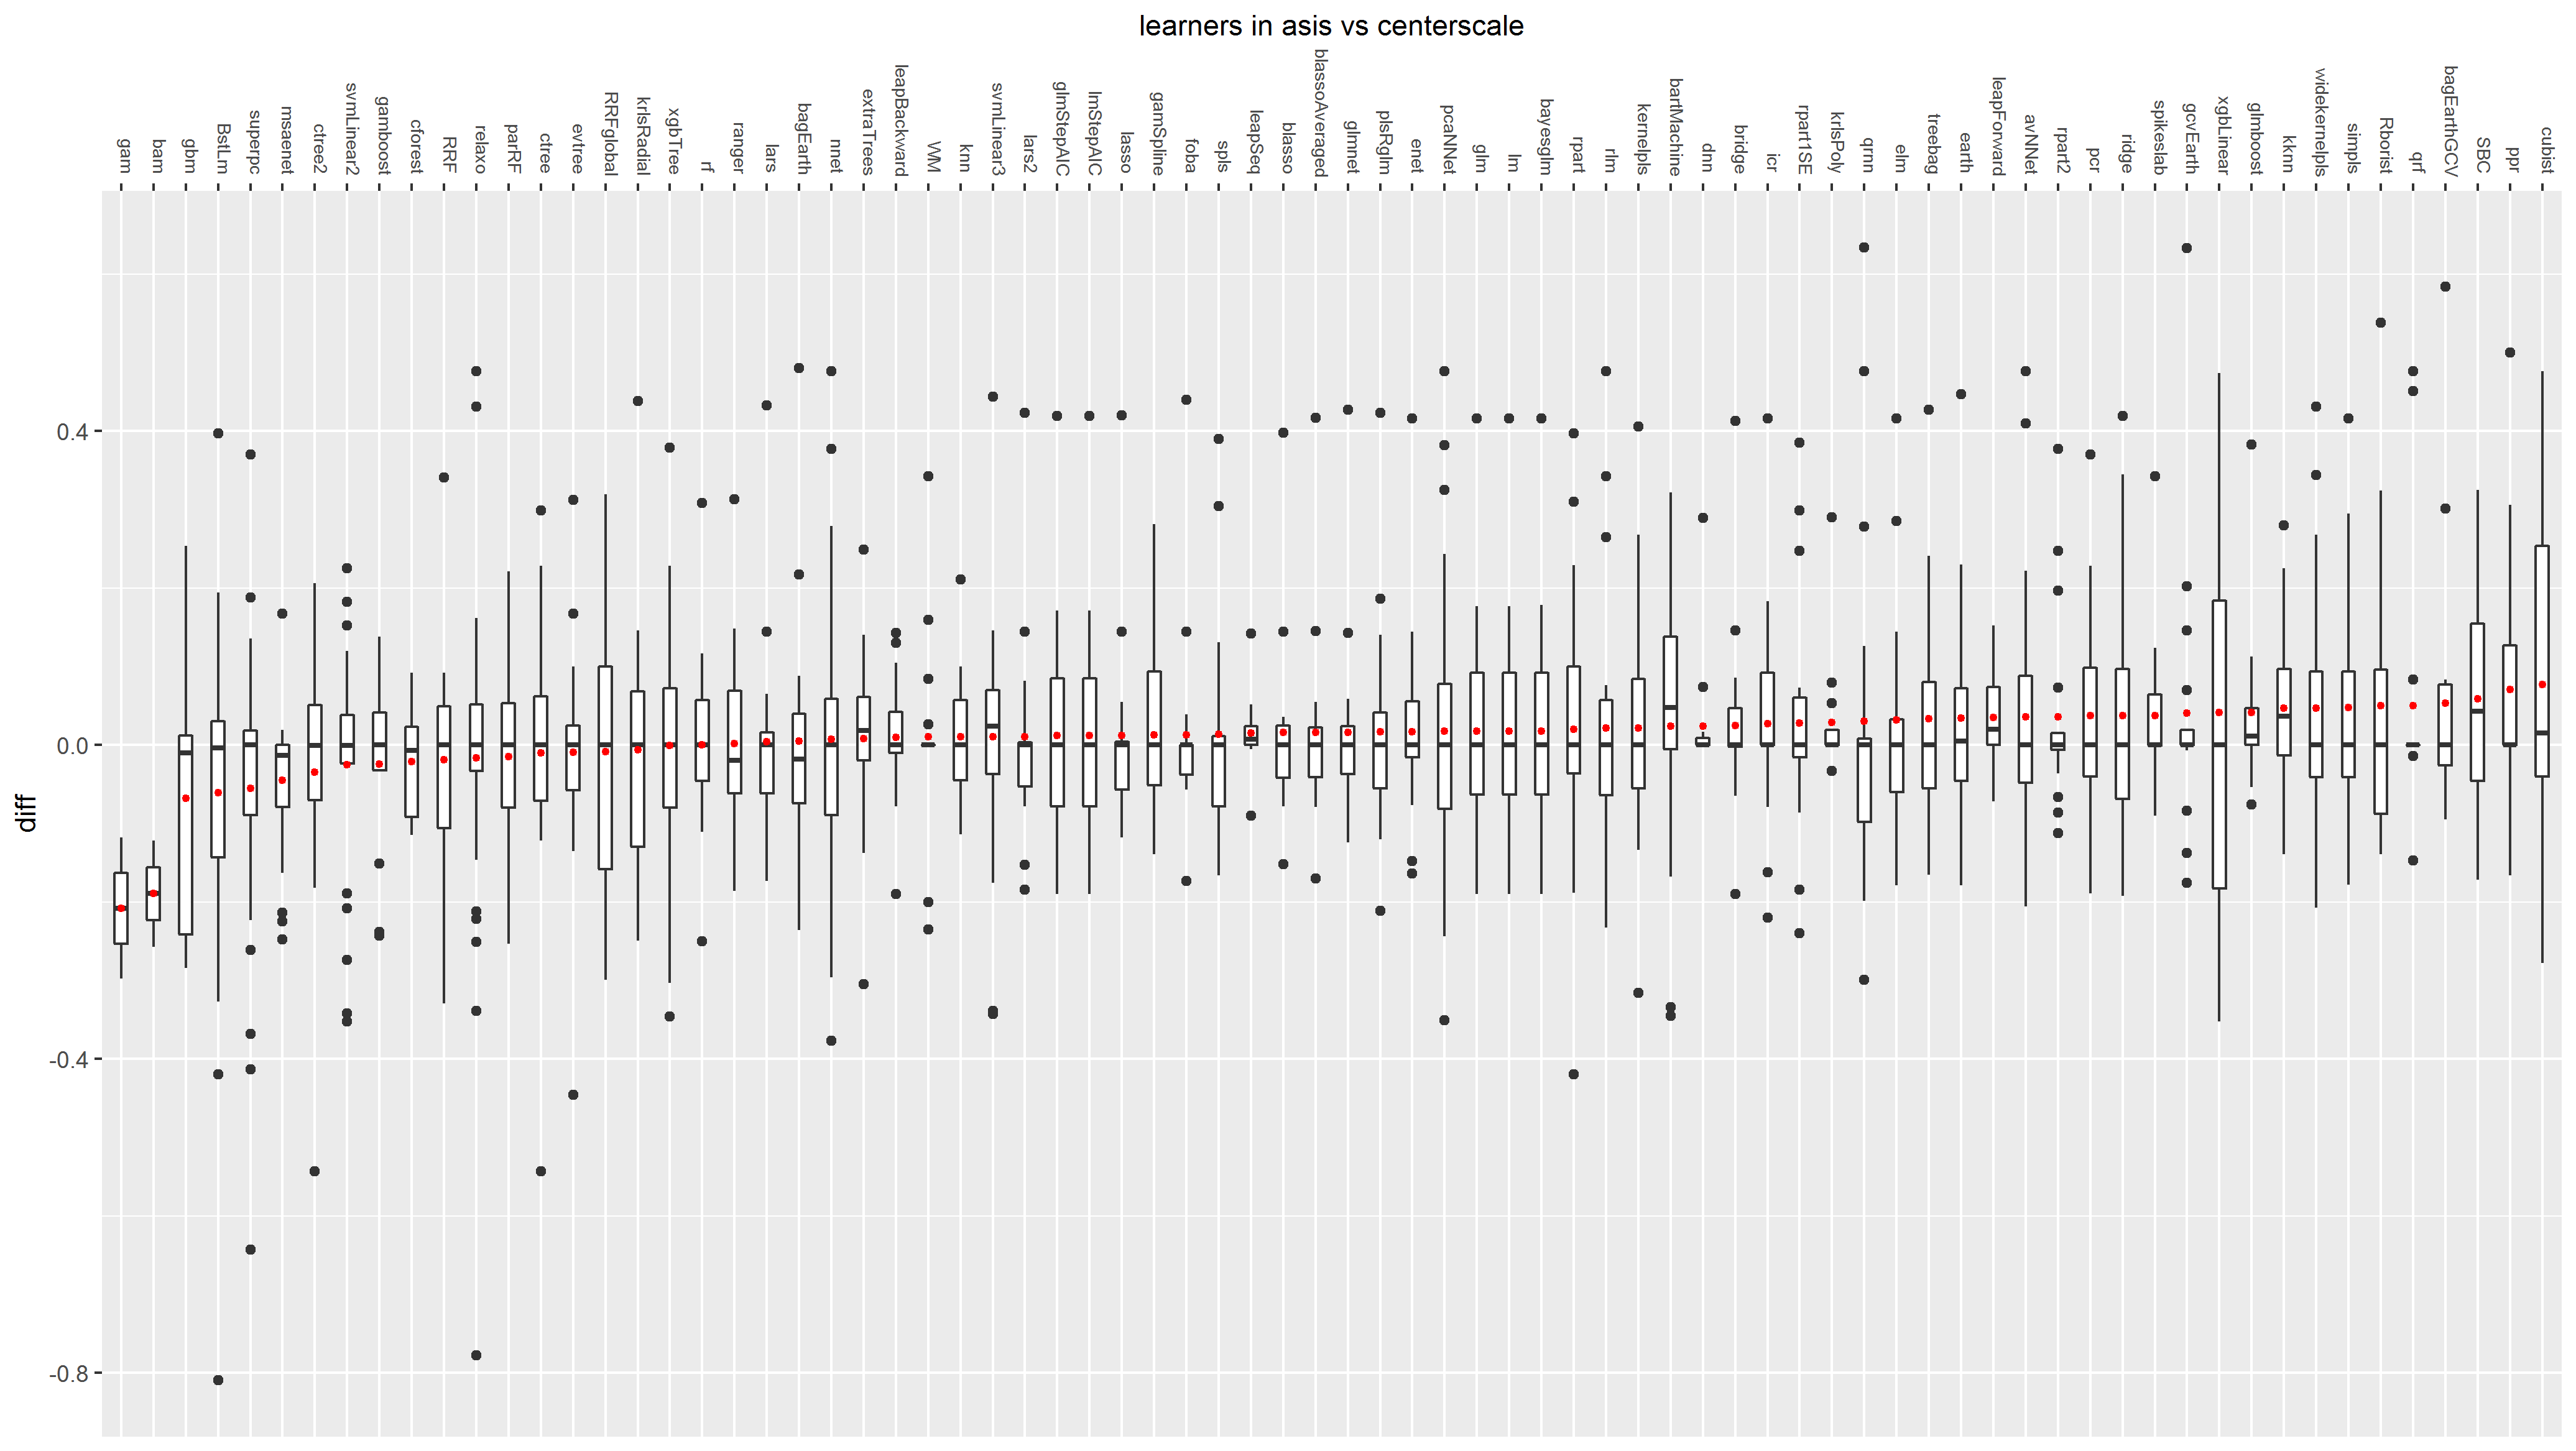 learners in asis vs centerscale
gam
bam
gbm
BstLm
superpc
msaenet
ctree2
svmLinear2
gamboost
cforest
RRF
relaxo
parRF
ctree
evtree
RRFglobal
krlsRadial
xgbTree
rf
ranger
lars
bagEarth
nnet
extraTrees
leapBackward
WM
knn
svmLinear3
lars2
glmStepAIC
lmStepAIC
lasso
gamSpline
foba
spls
leapSeq
blasso
blassoAveraged
glmnet
plsRglm
enet
pcaNNet
glm
lm
bayesglm
rpart
rlm
kernelpls
bartMachine
dnn
bridge
icr
rpart1SE
krlsPoly
qrnn
elm
treebag
earth
leapForward
avNNet
rpart2
pcr
ridge
spikeslab
gcvEarth
xgbLinear
glmboost
kknn
widekernelpls
simpls
Rborist
qrf
bagEarthGCV
SBC
ppr
cubist
0.4
0.0
-0.4
-0.8
diff